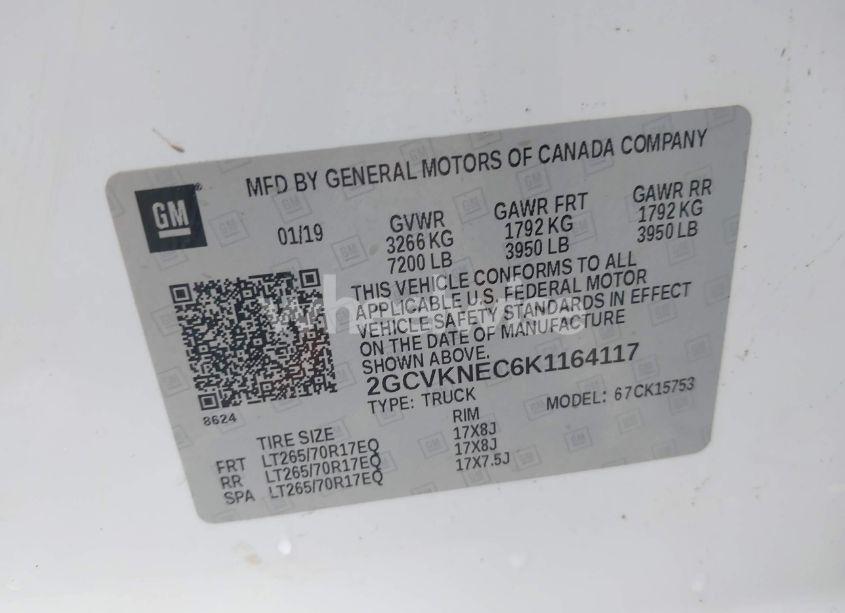 MFD BY GENERAL MOTORS OF CANADA COMPANY
GM
01/19
GVWR
3266 KG
7200 LB
GAWR FRT
1792 KG
3950 LB
GAWR RR
1792 KG
3950 LB
THIS VEHICLE CONFORMS TO ALL
APPLICABLE U.S. FEDERAL MOTOR
VEHICLE SAFETY STANDARDS IN EFFECT
ON THE DATE OF MANUFACTURE
SHOWN ABOVE.
2GCVKNEC6K1164117
TYPE: TRUCK
MODEL: 67CK15753
8624
TIRE SIZE
RIM
FRT LT265/70R17EQ 17X8J
RR LT265/70R17EQ 17X8J
SPA LT265/70R17EQ 17X7.5J